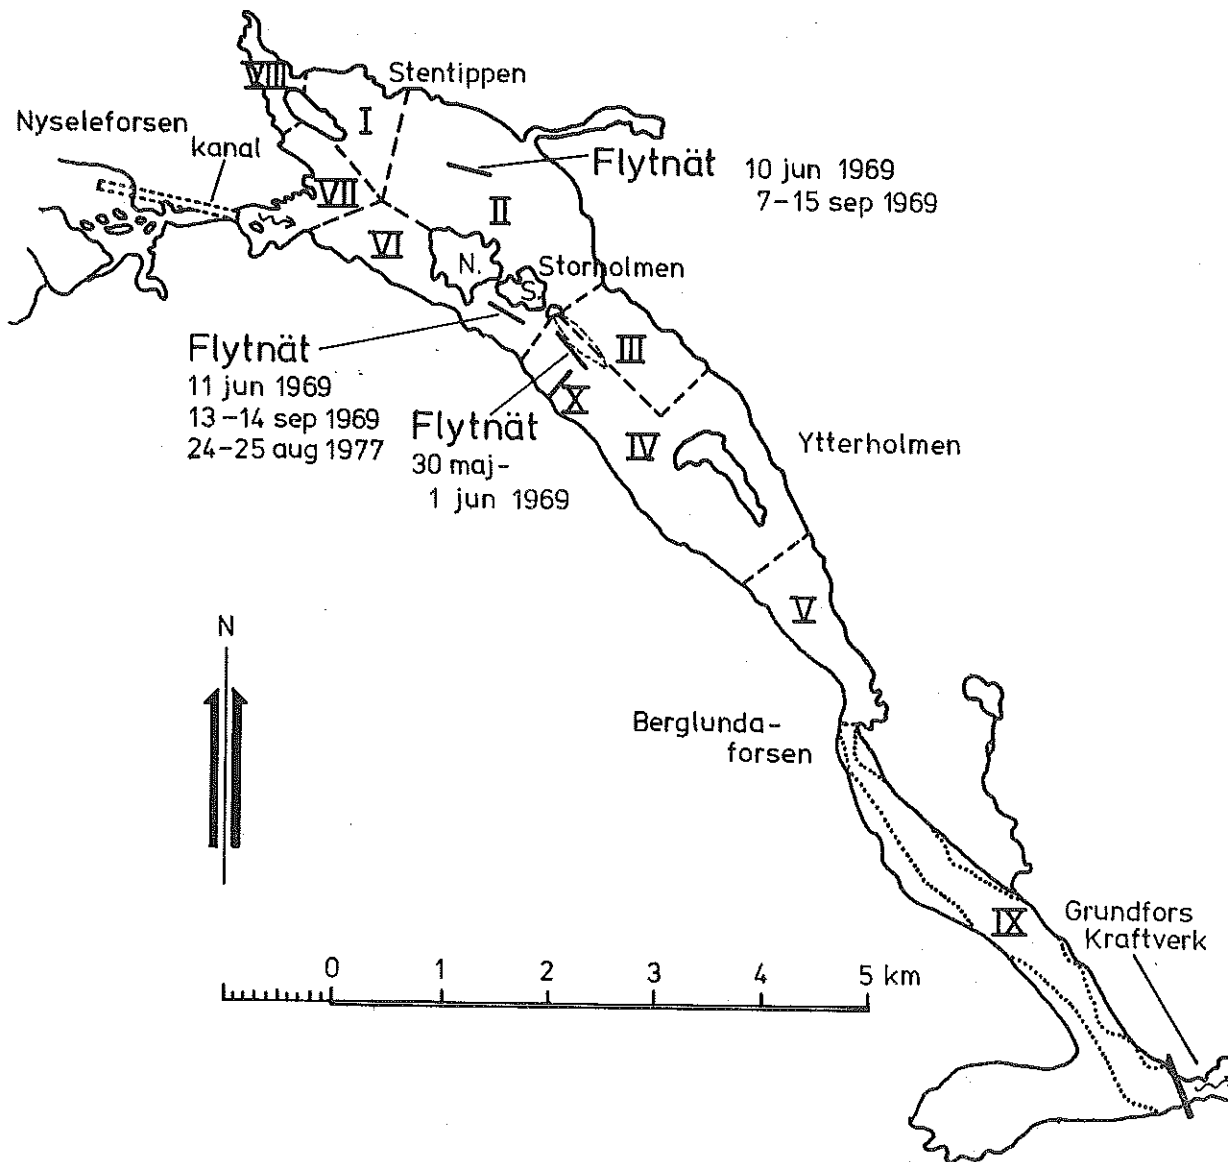 VIII
Stentippen
I
Nyseleforsen
kanal
Flytnät
10 jun 1969
7-15 sep 1969
VII
II
VI
N.
Storholmen
S.
III
Flytnät
11 jun 1969
13-14 sep 1969
24-25 aug 1977
X
Flytnät
30 maj-
1 jun 1969
IV
Ytterholmen
V
N
Berglunda-
forsen
IX
Grundfors
Kraftverk
0 1 2 3 4 5 km